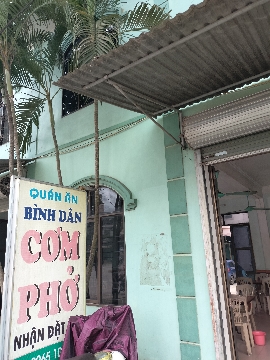 QUÁN ĂN
BÌNH DÂN
CƠM
PHỞ
NHẬN ĐẶT